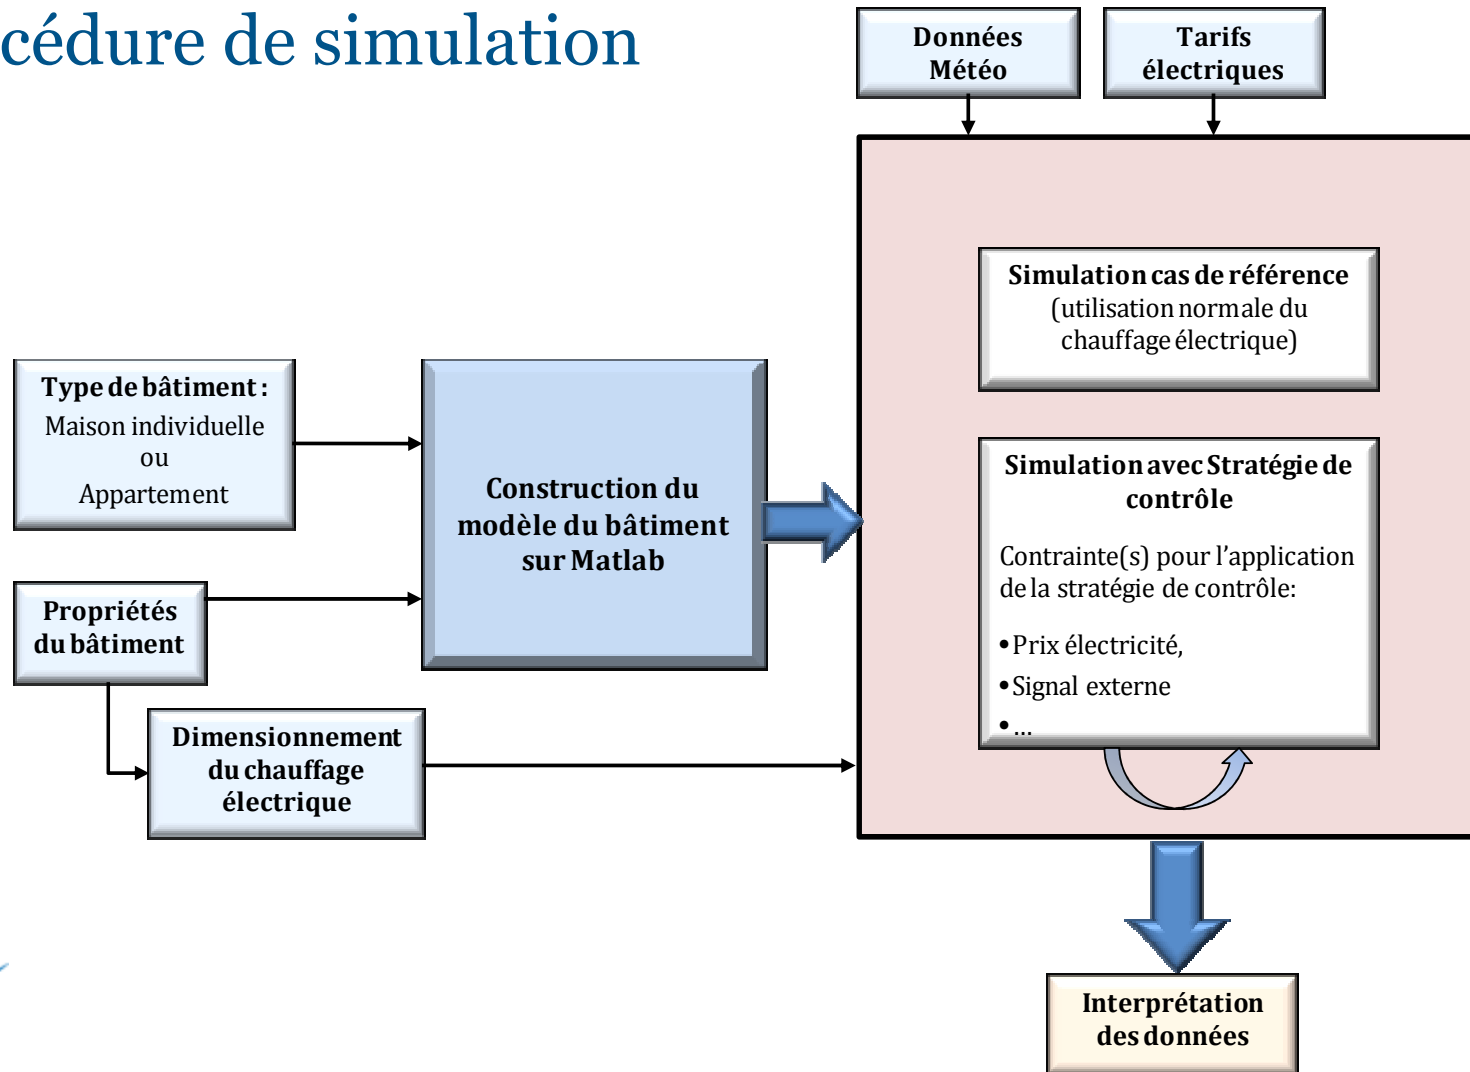 cédure de simulation
Données
Météo
Tarifs
électriques
Simulation cas de référence
(utilisation normale du
chauffage électrique)
Type de bâtiment :
Maison individuelle
ou
Appartement
Construction du
modèle du bâtiment
sur Matlab
Simulation avec Stratégie de
contrôle
Contrainte(s) pour l’application
de la stratégie de contrôle:
•Prix électricité,
•Signal externe
•...
Propriétés
du bâtiment
Dimensionnement
du chauffage
électrique
Interprétation
des données